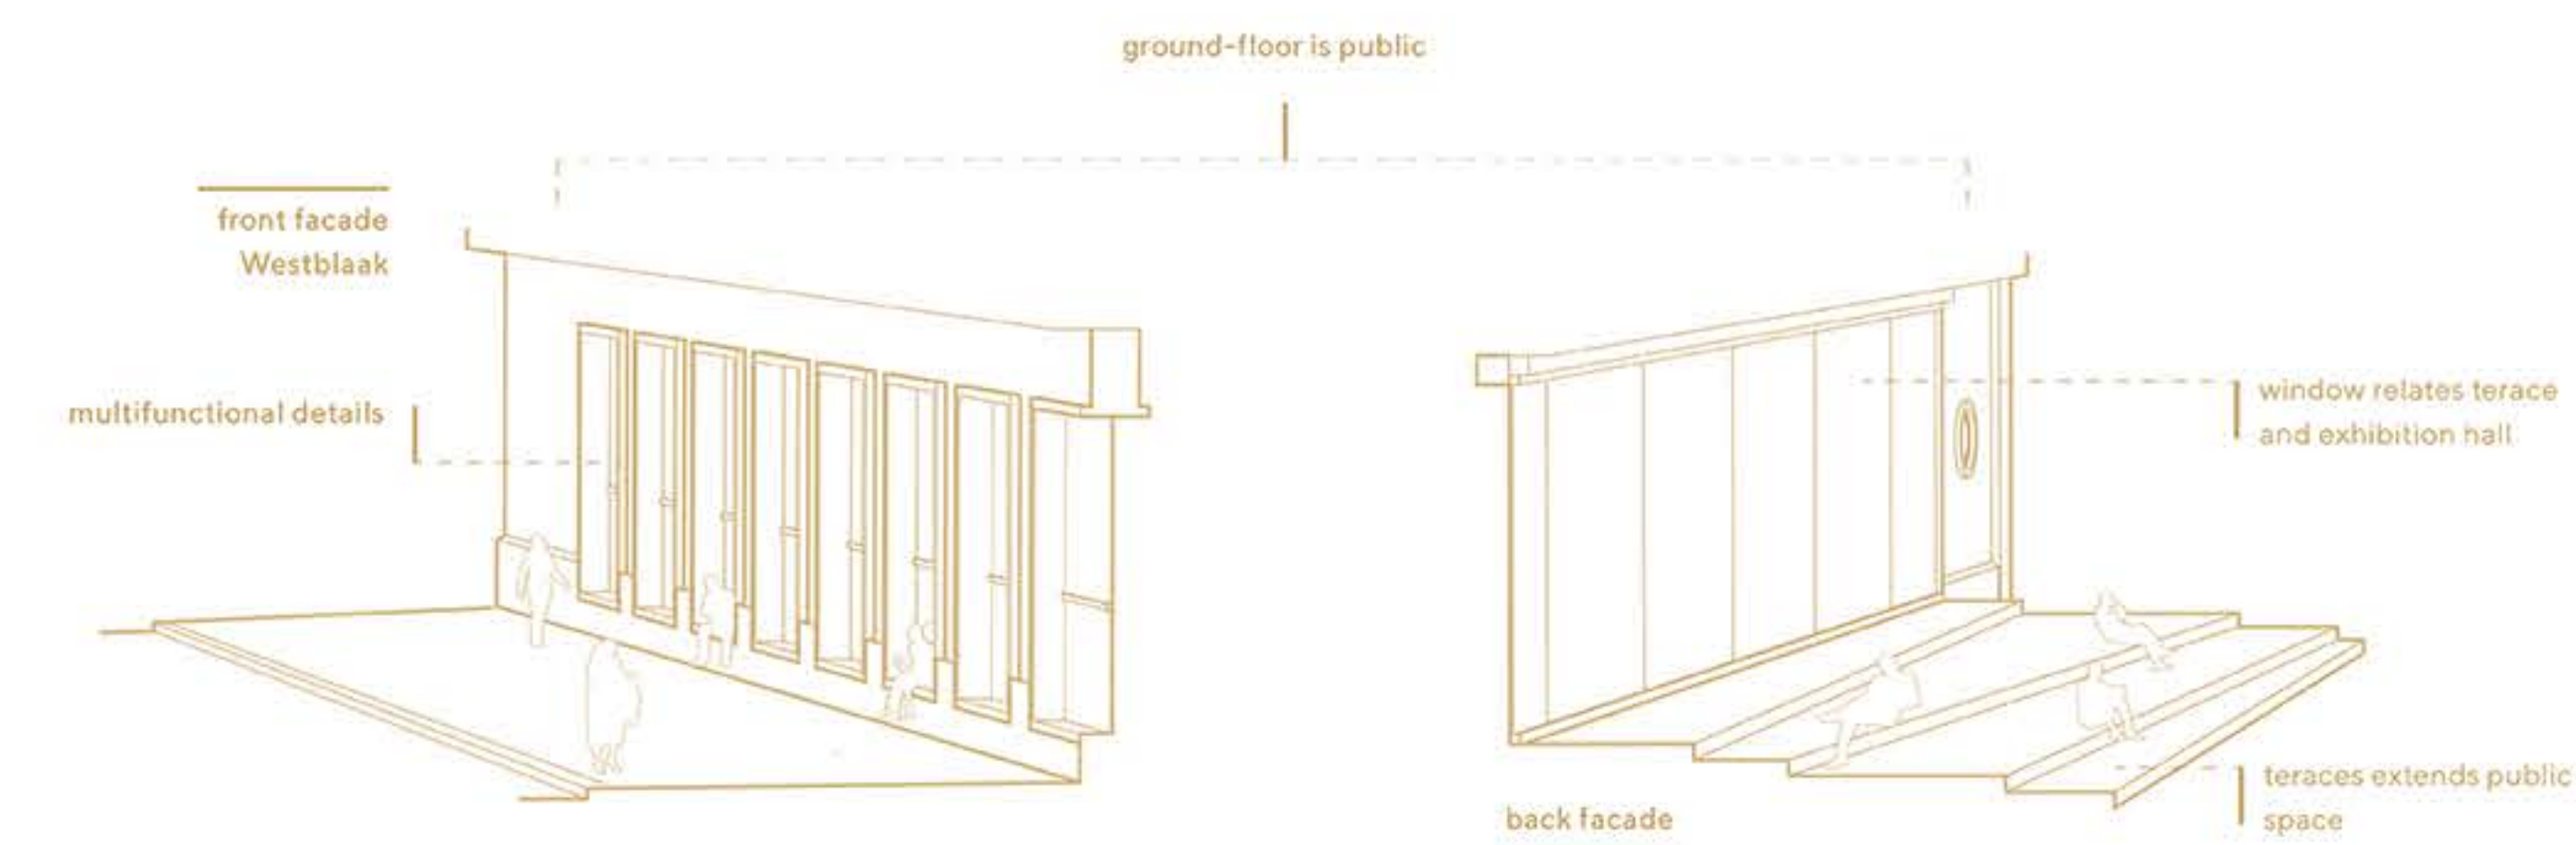 ground-floor is public
front facade
Westblaak
multifunctional details
window relates terace
and exhibition hall
back facade
teraces extends public
space